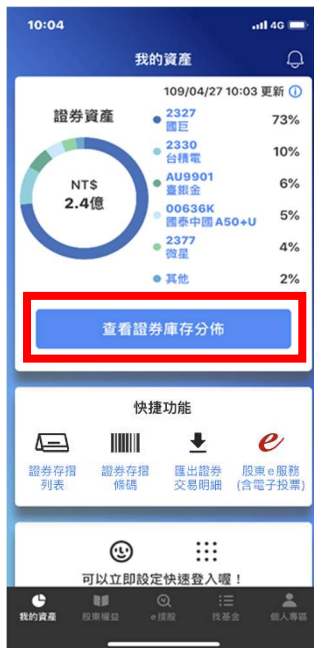 10:04
4G
我的資產
109/04/27 10:03 更新
證券資產
NT$
2.4億
2327
國巨
73%
2330
台積電
10%
AU9901
臺銀金
6%
00636K
國泰中國A50+U
5%
2377
微星
4%
其他
2%
查看證券庫存分佈
快捷功能
證券存摺
列表
證券存摺
條碼
匯出證券
交易明細
股東e服務
(含電子投票)
可以立即設定快速登入喔！
我的資產
股東權益
e摺股
找基金
個人專區